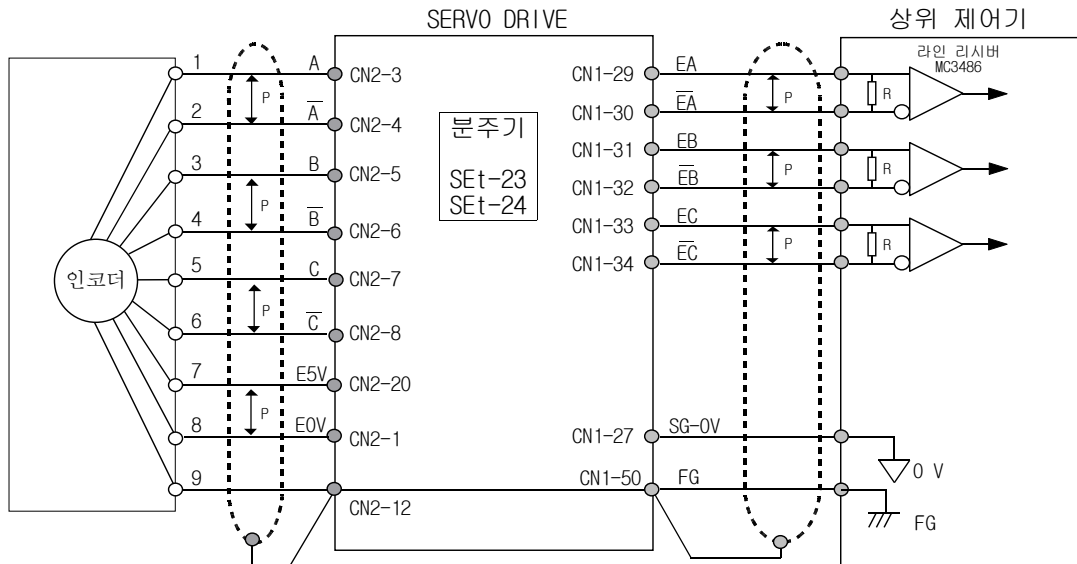 SERVO DRIVE
상위 제어기
라인 리시버
MC3486
1 A CN2-3
P
2 A̅ CN2-4
3 B CN2-5
P
4 B̅ CN2-6
5 C CN2-7
P
6 C̅ CN2-8
7 E5V CN2-20
P
8 E0V CN2-1
9 CN2-12
인코더
분주기
SEt-23
SEt-24
CN1-29 EA
P R
CN1-30 E̅A̅
CN1-31 EB
P R
CN1-32 E̅B̅
CN1-33 EC
P R
CN1-34 E̅C̅
CN1-27 SG-0V
0 V
CN1-50 FG
FG